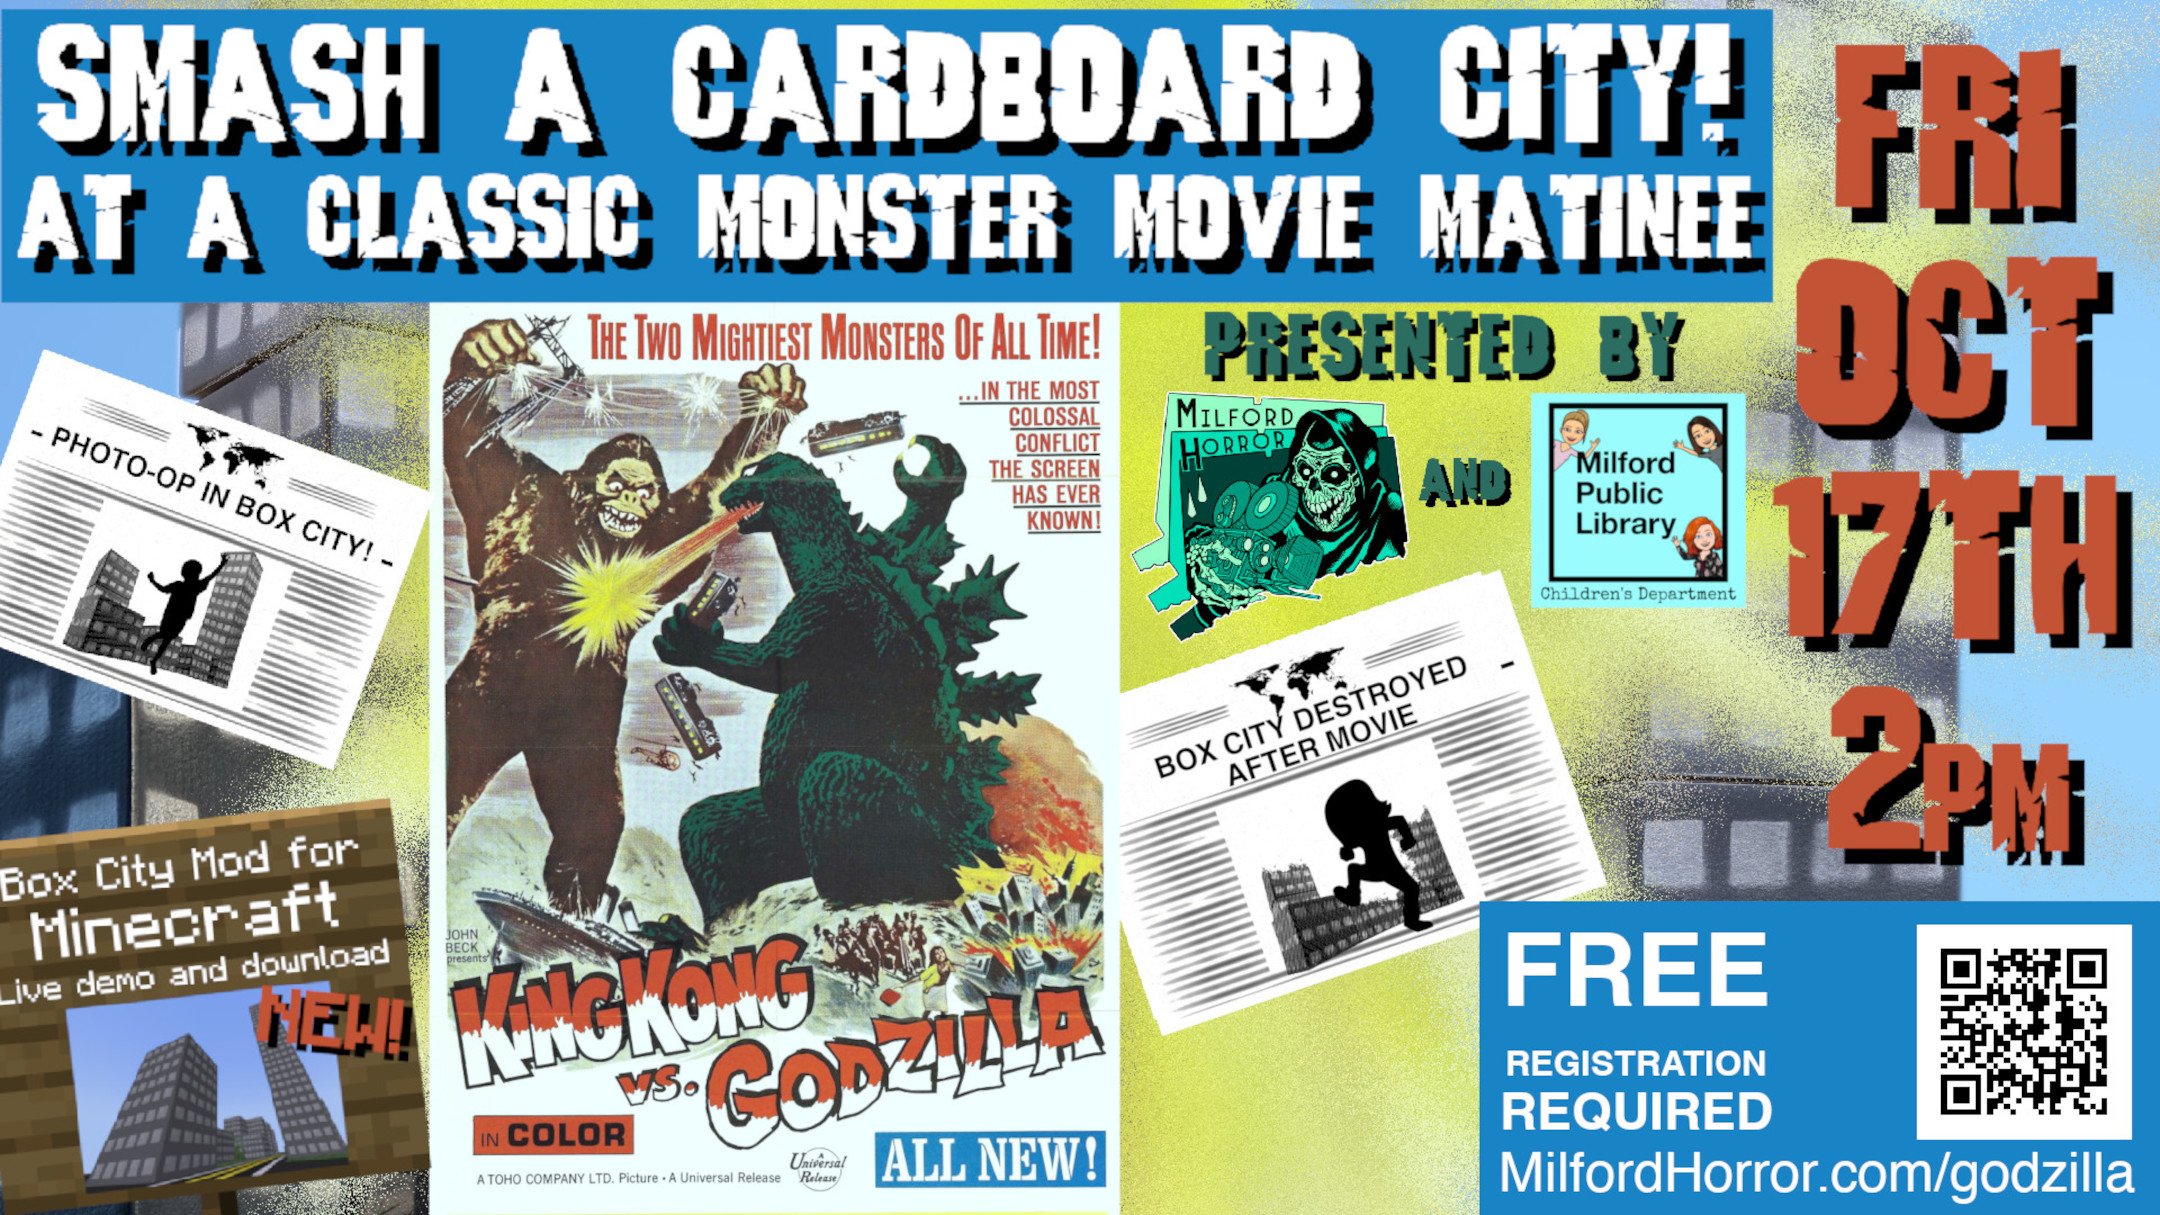 SMASH A CARDBOARD CITY!
AT A CLASSIC MONSTER MOVIE MATINEE
FRI
OCT
17TH
2PM
- PHOTO-OP IN BOX CITY! -
Box City Mod for
Minecraft
Live demo and download
NEW!
THE TWO MIGHTIEST MONSTERS OF ALL TIME!
...IN THE MOST
COLOSSAL
CONFLICT
THE SCREEN
HAS EVER
KNOWN!
JOHN
BECK
presents
KING KONG
VS. GODZILLA
IN COLOR
A TOHO COMPANY LTD. Picture • A Universal Release
A
Universal
Release
ALL NEW!
PRESENTED BY
MILFORD
HORROR
AND
Milford
Public
Library
Children's Department
BOX CITY DESTROYED -
AFTER MOVIE
FREE
REGISTRATION
REQUIRED
MilfordHorror.com/godzilla